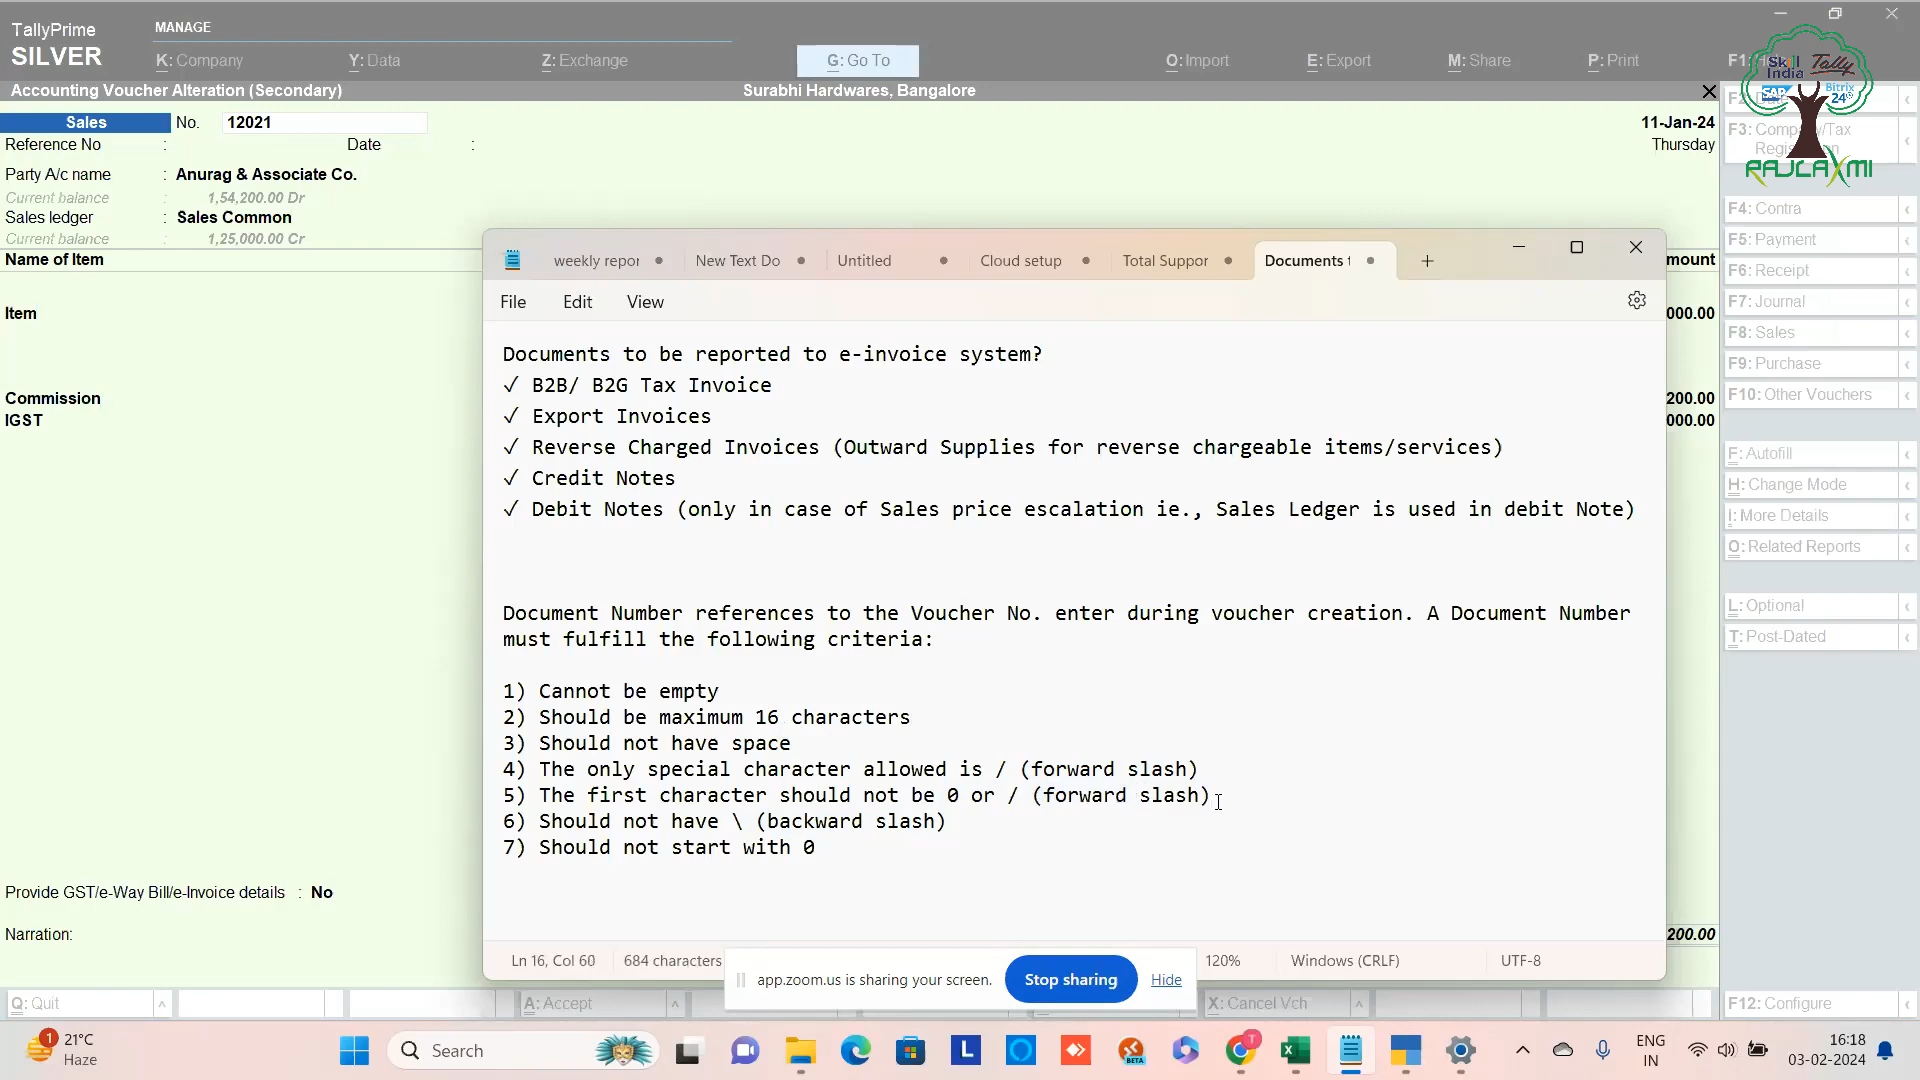 TallyPrime
SILVER
MANAGE
K: Company
Y: Data
Z: Exchange
G: Go To
O: Import
E: Export
M: Share
P: Print
Accounting Voucher Alteration (Secondary)
Surabhi Hardwares, Bangalore
Skill India
Tally
SAP
Bitrix 24
RAJLAXMI
Sales No. 12021
11-Jan-24
Reference No : Date :
Thursday
Party A/c name : Anurag & Associate Co.
Current balance 1,54,200.00 Dr
Sales ledger : Sales Common
Current balance 1,25,000.00 Cr
Name of Item
Item
Commission
IGST
Provide GST/e-Way Bill/e-Invoice details : No
Narration:
mount
000.00
200.00
000.00
200.00
weekly repor
New Text Do
Untitled
Cloud setup
Total Suppor
Documents t
File Edit View
Documents to be reported to e-invoice system?
✓ B2B/ B2G Tax Invoice
✓ Export Invoices
✓ Reverse Charged Invoices (Outward Supplies for reverse chargeable items/services)
✓ Credit Notes
✓ Debit Notes (only in case of Sales price escalation ie., Sales Ledger is used in debit Note)
Document Number references to the Voucher No. enter during voucher creation. A Document Number
must fulfill the following criteria:
1) Cannot be empty
2) Should be maximum 16 characters
3) Should not have space
4) The only special character allowed is / (forward slash)
5) The first character should not be 0 or / (forward slash)
6) Should not have \ (backward slash)
7) Should not start with 0
Ln 16, Col 60
684 characters
120%
Windows (CRLF)
UTF-8
app.zoom.us is sharing your screen.
Stop sharing
Hide
F4: Contra
F5: Payment
F6: Receipt
F7: Journal
F8: Sales
F9: Purchase
F10: Other Vouchers
F: Autofill
H: Change Mode
I: More Details
O: Related Reports
L: Optional
T: Post-Dated
F12: Configure
Q: Quit
A: Accept
X: Cancel Vch
1
21°C
Haze
Search
BETA
ENG
IN
16:18
03-02-2024